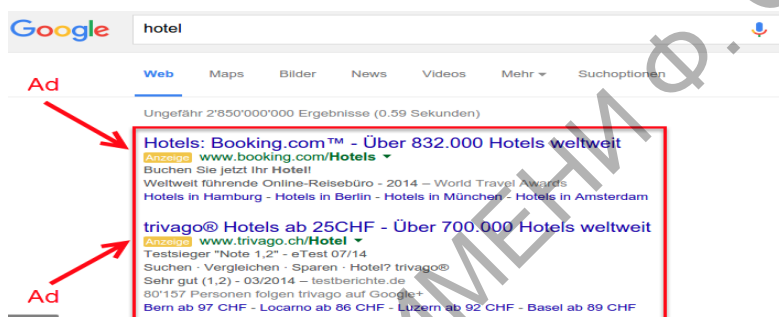 Google hotel
Web Maps Bilder News Videos Mehr Suchoptionen
Ad
Ungefähr 2'850'000'000 Ergebnisse (0.59 Sekunden)
Hotels: Booking.com™ - Über 832.000 Hotels weltweit
Anzeige www.booking.com/Hotels
Buchen Sie jetzt Ihr Hotel!
Weltweit führende Online-Reisebüro - 2014 – World Travel Awards
Hotels in Hamburg - Hotels in Berlin - Hotels in München - Hotels in Amsterdam
trivago® Hotels ab 25CHF - Über 700.000 Hotels weltweit
Anzeige www.trivago.ch/Hotel
Testsieger "Note 1,2" - eTest 07/14
Suchen · Vergleichen · Sparen · Hotel? trivago®
Sehr gut (1,2) - 03/2014 – testberichte.de
Ad
80'157 Personen folgen trivago auf Google+
Bern ab 97 CHF - Locarno ab 86 CHF - Luzern ab 92 CHF - Basel ab 89 CHF
ИМЕНИ Ф.